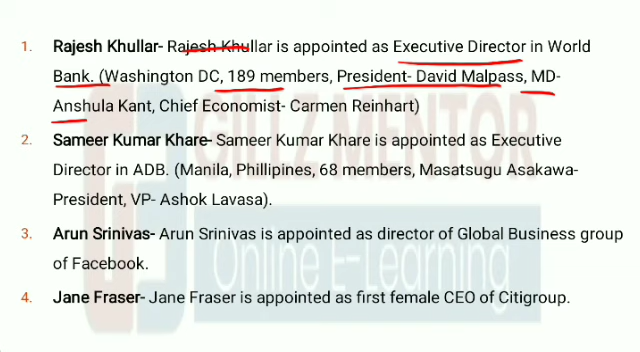 1. Rajesh Khullar- Rajesh Khullar is appointed as Executive Director in World
Bank. (Washington DC, 189 members, President- David Malpass, MD-
Anshula Kant, Chief Economist- Carmen Reinhart)
2. Sameer Kumar Khare- Sameer Kumar Khare is appointed as Executive
Director in ADB. (Manila, Phillipines, 68 members, Masatsugu Asakawa-
President, VP- Ashok Lavasa).
3. Arun Srinivas- Arun Srinivas is appointed as director of Global Business group
of Facebook.
4. Jane Fraser- Jane Fraser is appointed as first female CEO of Citigroup.
GILLZ MENTOR
Online E-Learning